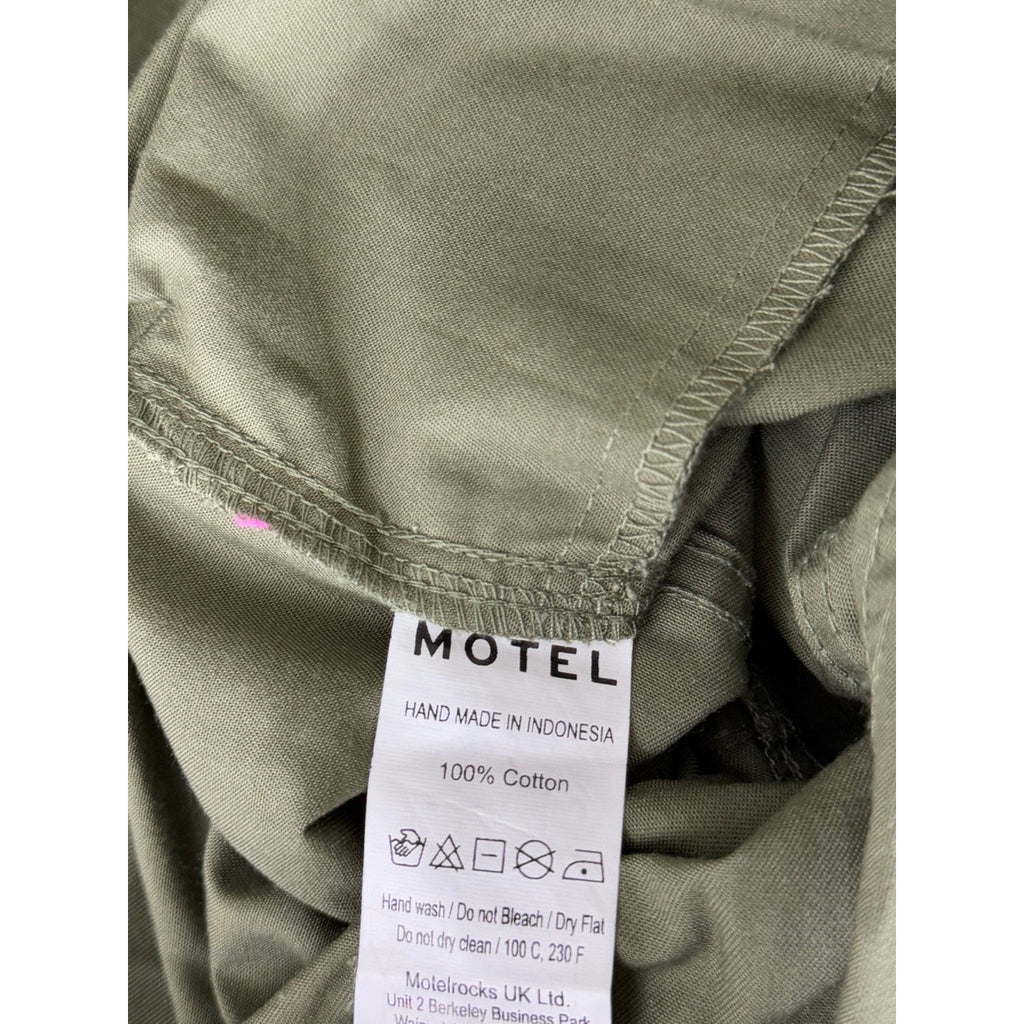 MOTEL
HAND MADE IN INDONESIA
100% Cotton
Hand wash / Do not Bleach / Dry Flat
Do not dry clean / 100 C, 230 F
Motelrocks UK Ltd.
Unit 2 Berkeley Business Park